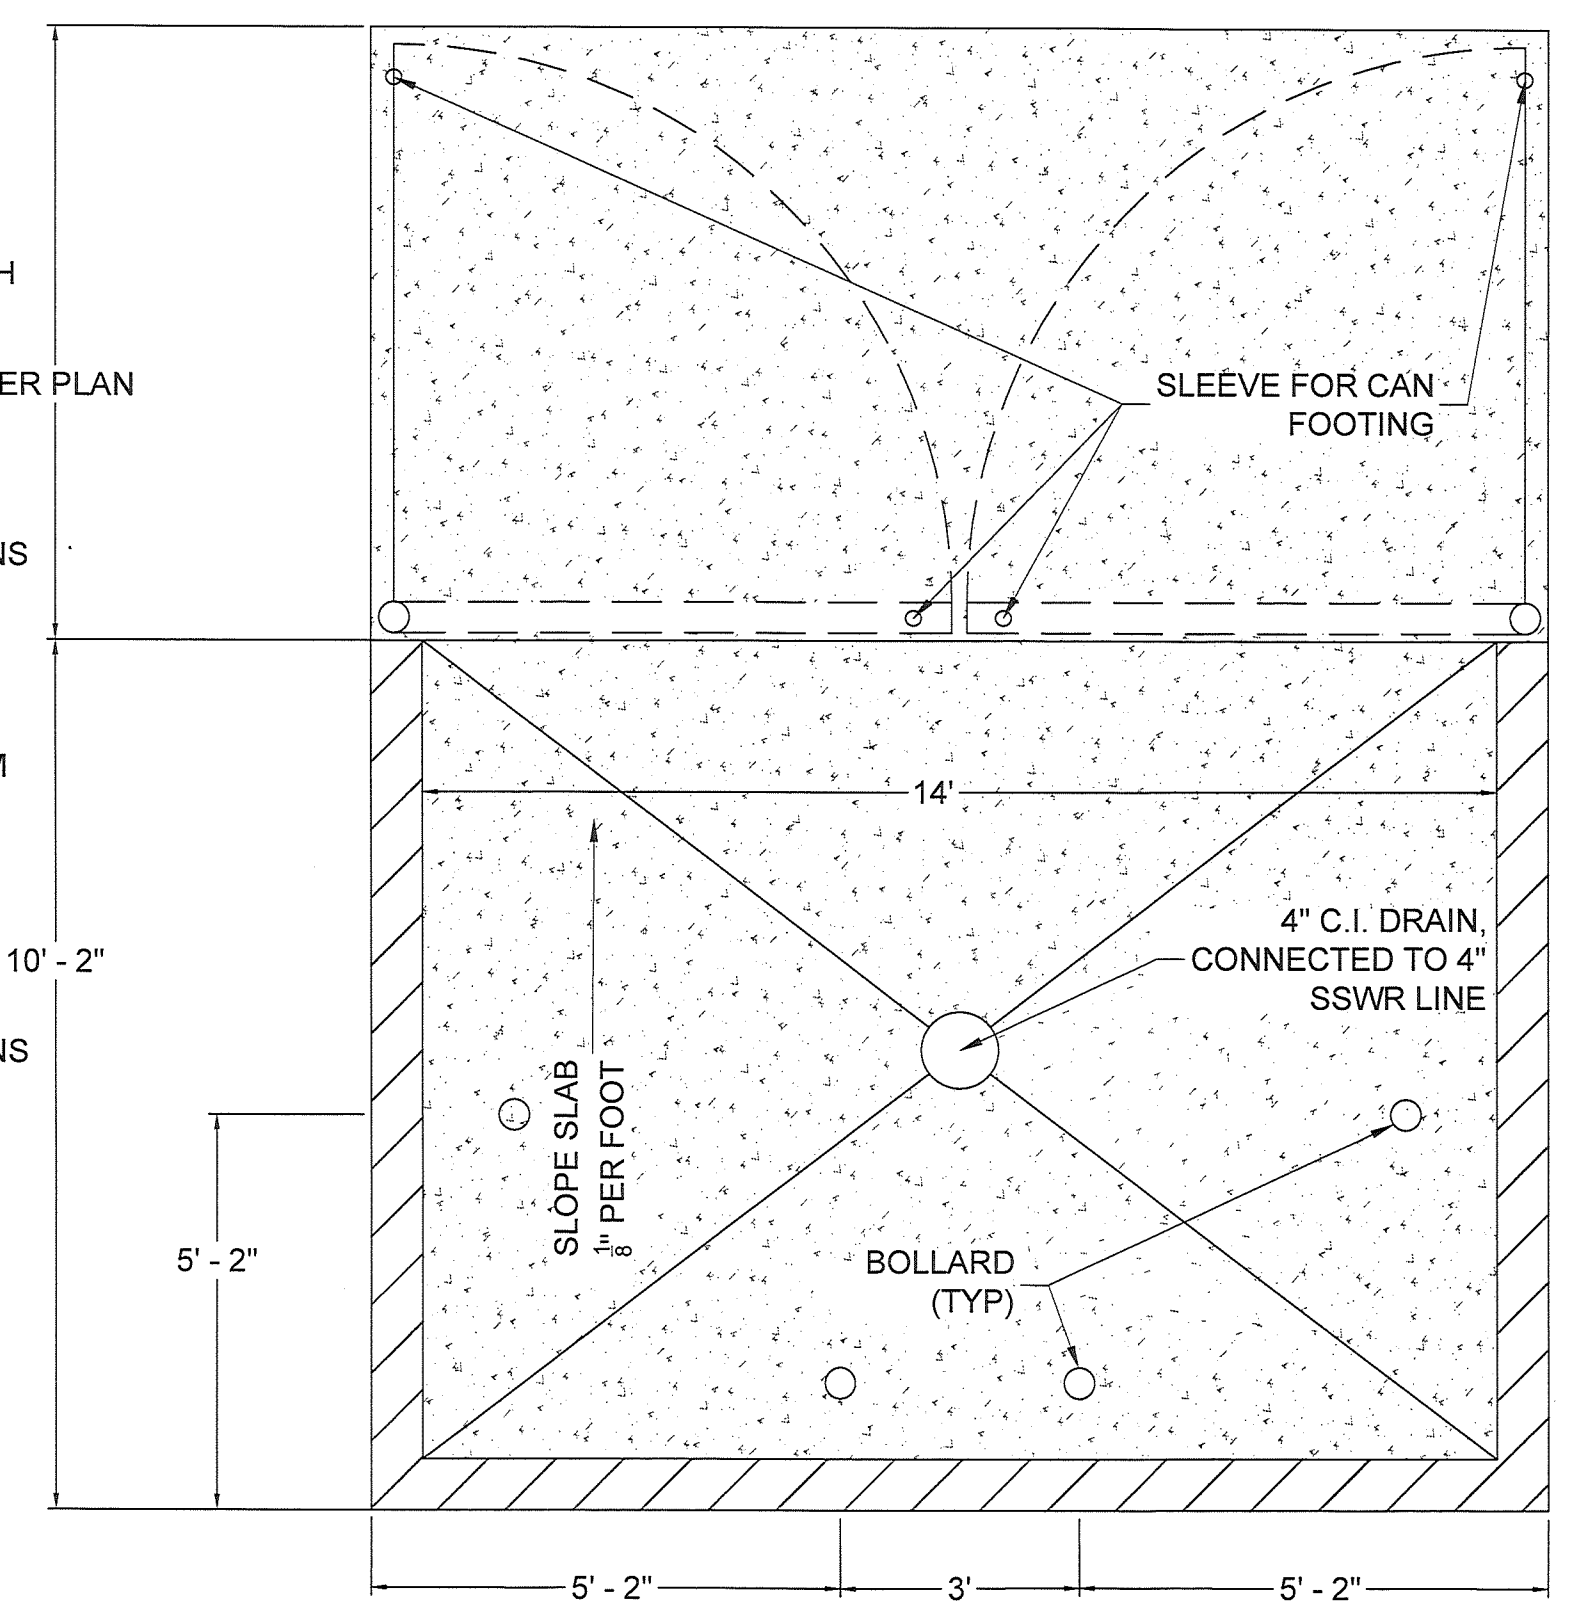 H
ER PLAN
SLEEVE FOR CAN
FOOTING
NS
M
14'
4" C.I. DRAIN,
CONNECTED TO 4"
SSWR LINE
10' - 2"
NS
SLOPE SLAB
1/8" PER FOOT
5' - 2"
BOLLARD
(TYP)
5' - 2"
3'
5' - 2"